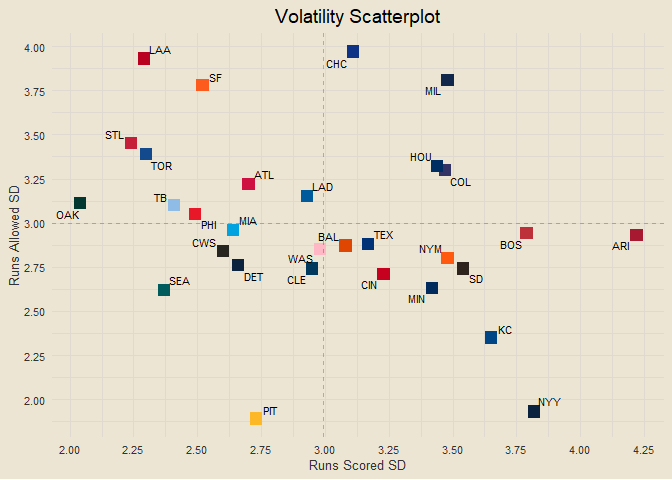 Volatility Scatterplot
4.00
3.75
3.50
3.25
3.00
2.75
2.50
2.25
2.00
Runs Allowed SD
LAA
CHC
SF
MIL
STL
TOR
HOU
COL
ATL
LAD
TB
OAK
PHI
MIA
CWS
BAL
TEX
WAS
NYM
BOS
ARI
SEA
DET
CLE
CIN
MIN
SD
KC
PIT
NYY
2.00 2.25 2.50 2.75 3.00 3.25 3.50 3.75 4.00 4.25
Runs Scored SD